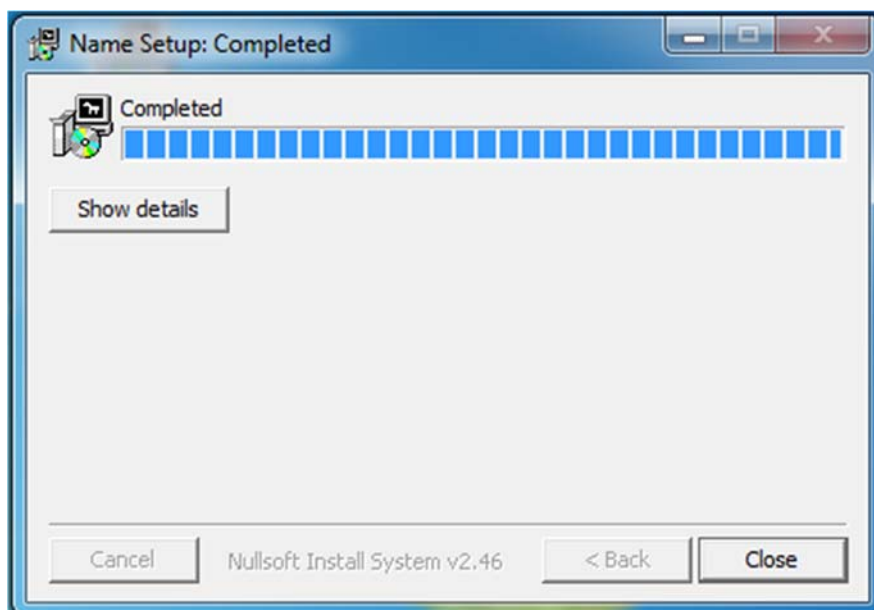 Name Setup: Completed
Completed
Show details
Cancel Nullsoft Install System v2.46 < Back Close